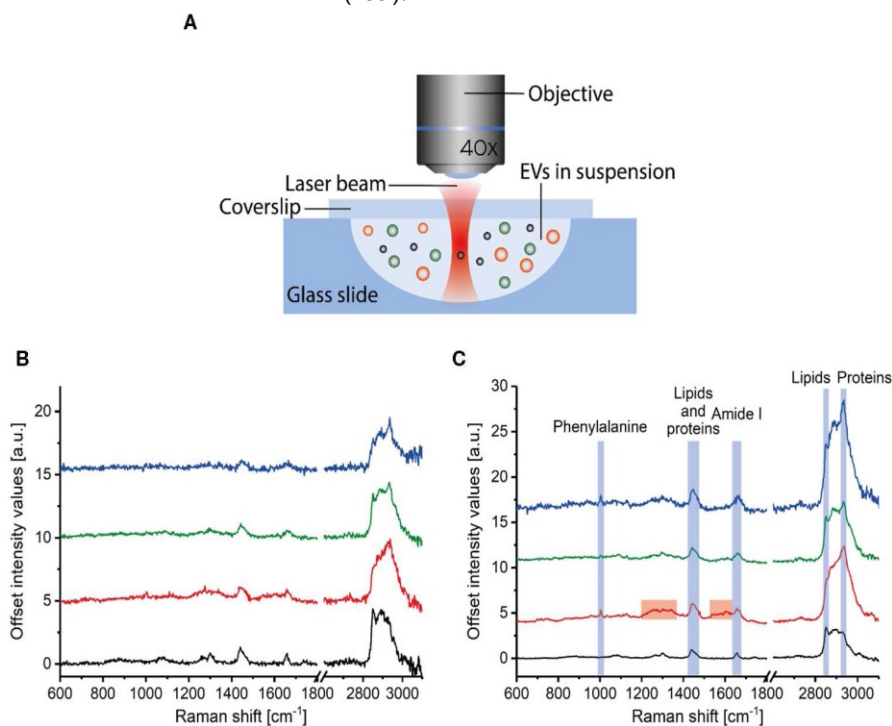 A
Objective
40x
Laser beam
EVs in suspension
Coverslip
Glass slide
B
C
Lipids Proteins
Lipids
and
proteins
Amide I
Phenylalanine
Offset intensity values [a.u.]
20
15
10
5
0
600 800 1000 1200 1400 1600 1800 2800 3000
Raman shift [cm-1]
Offset intensity values [a.u.]
30
25
20
15
10
5
0
600 800 1000 1200 1400 1600 1800 2800 3000
Raman shift [cm-1]